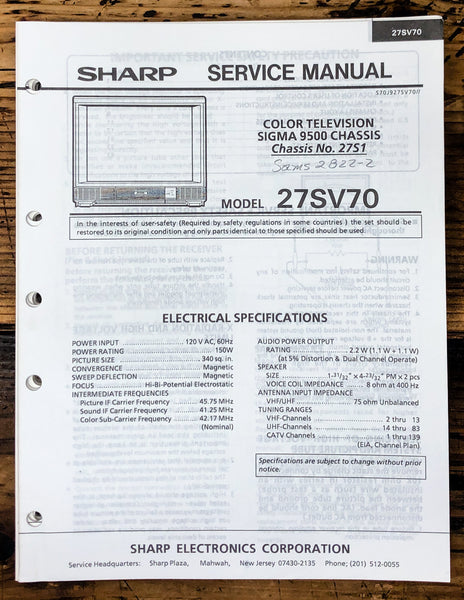 27SV70
SHARP SERVICE MANUAL
S70J927SV70//
COLOR TELEVISION
SIGMA 9500 CHASSIS
Chassis No. 27S1
Sams 2822-2
MODEL 27SV70
In the interests of user-safety (Required by safety regulations in some countries) the set should be
restored to its original condition and only parts identical to those specified should be used.
ELECTRICAL SPECIFICATIONS
POWER INPUT 120 V AC, 60Hz
POWER RATING 150W
PICTURE SIZE 340 sq. in.
CONVERGENCE Magnetic
SWEEP DEFLECTION Magnetic
FOCUS Hi-Bi-Potential Electrostatic
INTERMEDIATE FREQUENCIES
Picture IF Carrier Frequency 45.75 MHz
Sound IF Carrier Frequency 41.25 MHz
Color Sub-Carrier Frequency 42.17 MHz
(Nominal)
AUDIO POWER OUTPUT
RATING 2.2 W (1.1 W + 1.1 W)
(at 5% Distortion & Dual Channel Operate)
SPEAKER
SIZE 1-31/32" × 4-23/32" PM x 2 pcs
VOICE COIL IMPEDANCE 8 ohm at 400 Hz
ANTENNA INPUT IMPEDANCE
VHF/UHF 75 ohm Unbalanced
TUNING RANGES
VHF-Channels 2 thru 13
UHF-Channels 14 thru 83
CATV Channels 1 thru 139
(EIA, Channel Plan)
Specifications are subject to change without prior
notice.
SHARP ELECTRONICS CORPORATION
Service Headquarters: Sharp Plaza, Mahwah, New Jersey 07430-2135 Phone; (201) 512-0055